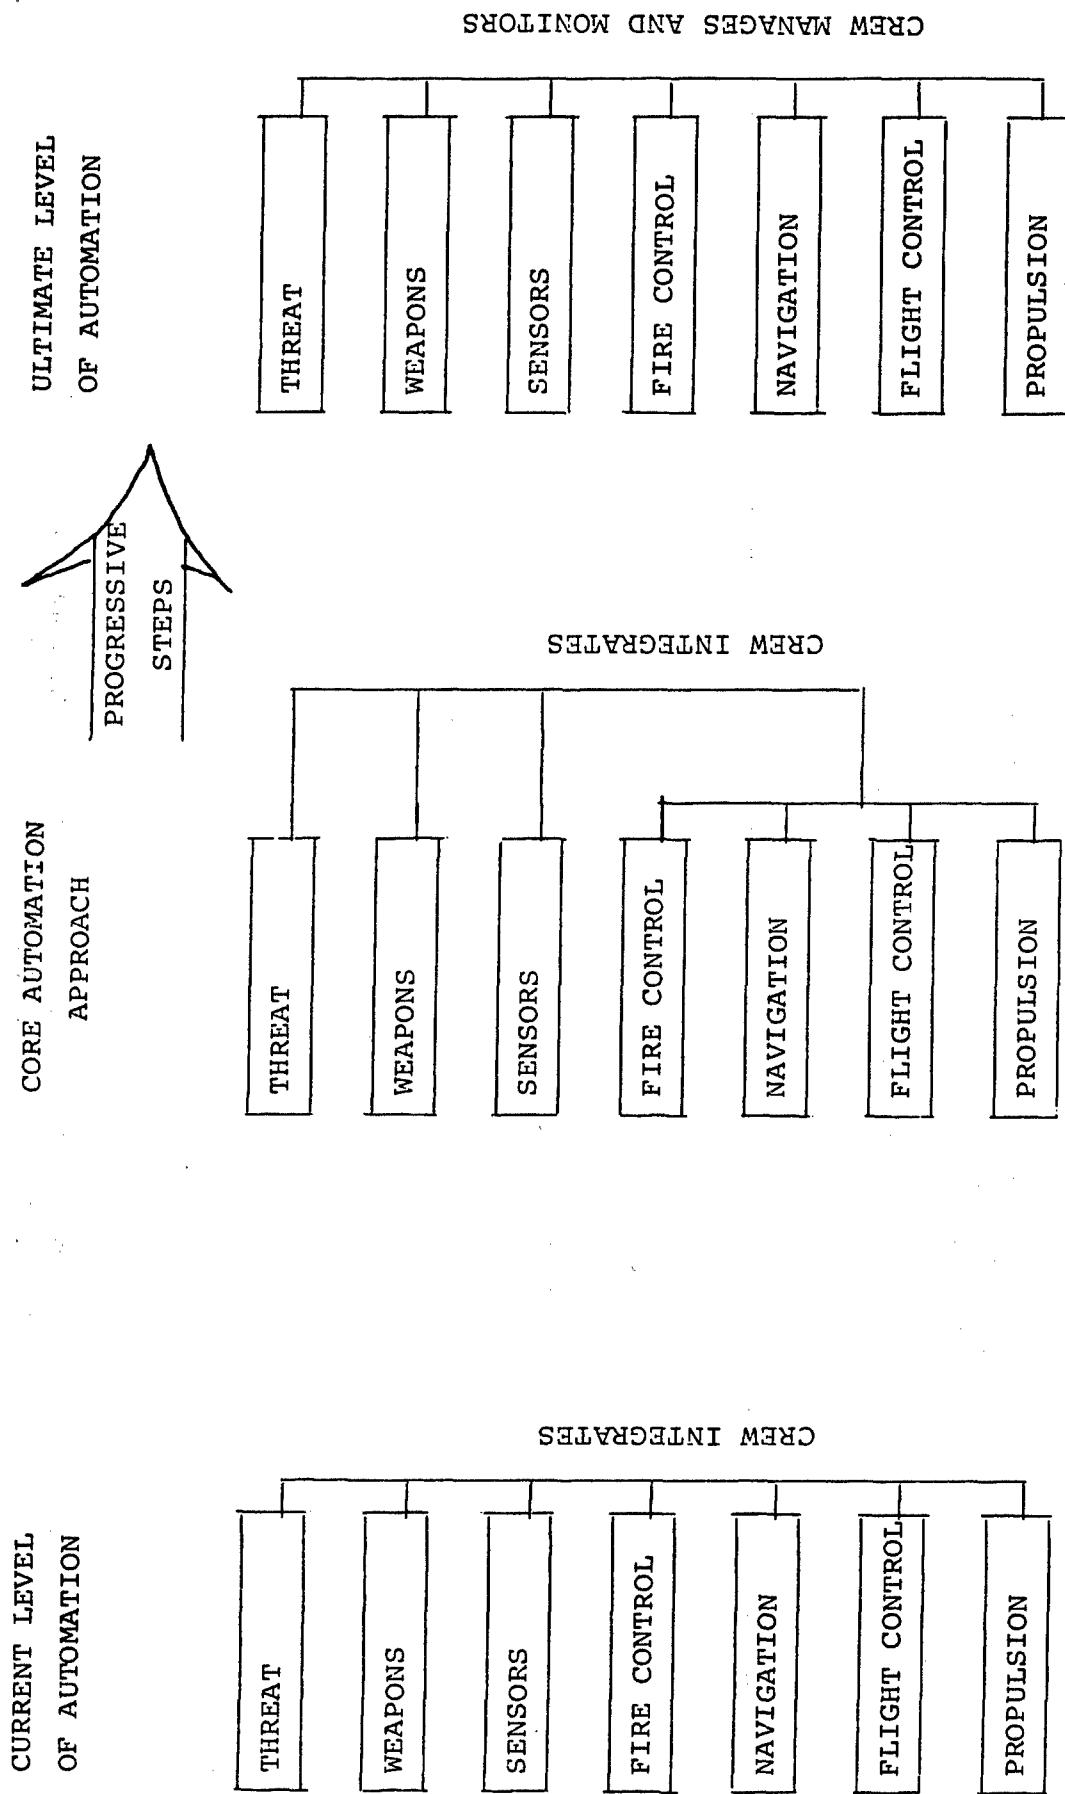 CURRENT LEVEL
OF AUTOMATION
THREAT
WEAPONS
SENSORS
FIRE CONTROL
NAVIGATION
FLIGHT CONTROL
PROPULSION
CREW INTEGRATES
CORE AUTOMATION
APPROACH
THREAT
WEAPONS
SENSORS
FIRE CONTROL
NAVIGATION
FLIGHT CONTROL
PROPULSION
CREW INTEGRATES
PROGRESSIVE
STEPS
ULTIMATE LEVEL
OF AUTOMATION
THREAT
WEAPONS
SENSORS
FIRE CONTROL
NAVIGATION
FLIGHT CONTROL
PROPULSION
CREW MANAGES AND MONITORS